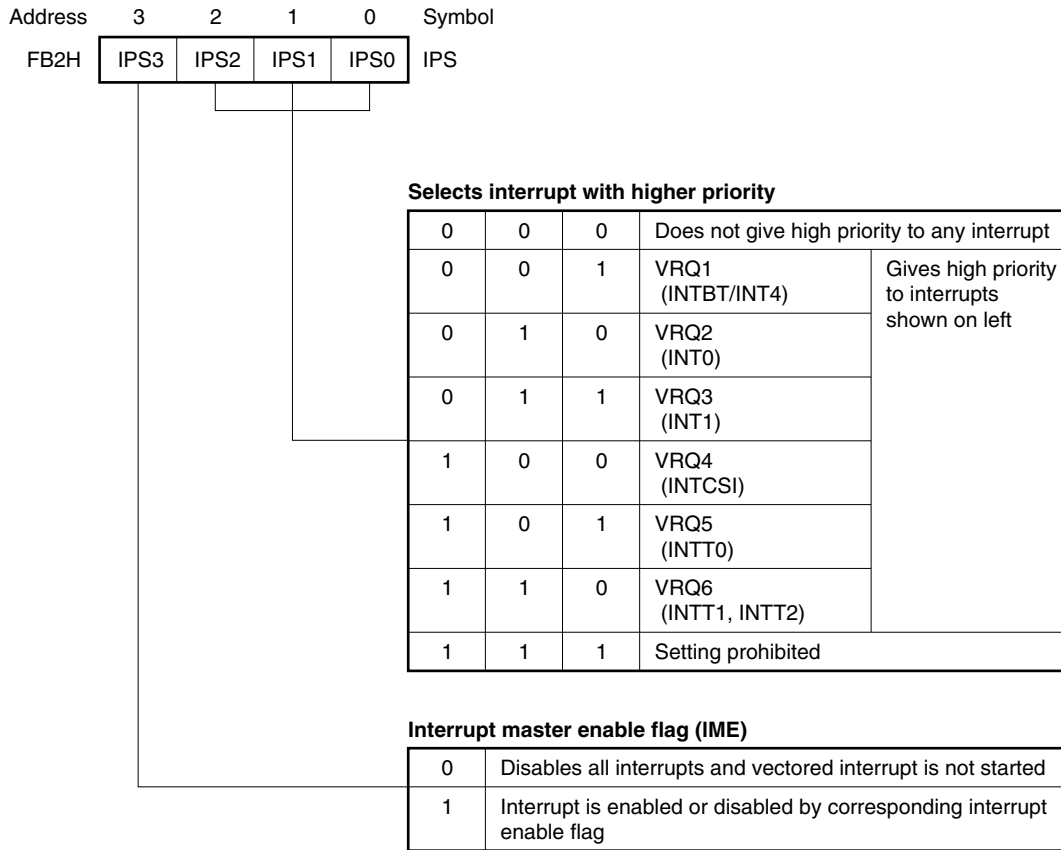 Address 3 2 1 0 Symbol
FB2H IPS3 IPS2 IPS1 IPS0 IPS
Selects interrupt with higher priority
0 0 0 Does not give high priority to any interrupt
0 0 1 VRQ1 Gives high priority
(INTBT/INT4) to interrupts
0 1 0 VRQ2 shown on left
(INT0)
0 1 1 VRQ3
(INT1)
1 0 0 VRQ4
(INTCSI)
1 0 1 VRQ5
(INTT0)
1 1 0 VRQ6
(INTT1, INTT2)
1 1 1 Setting prohibited
Interrupt master enable flag (IME)
0 Disables all interrupts and vectored interrupt is not started
1 Interrupt is enabled or disabled by corresponding interrupt
enable flag